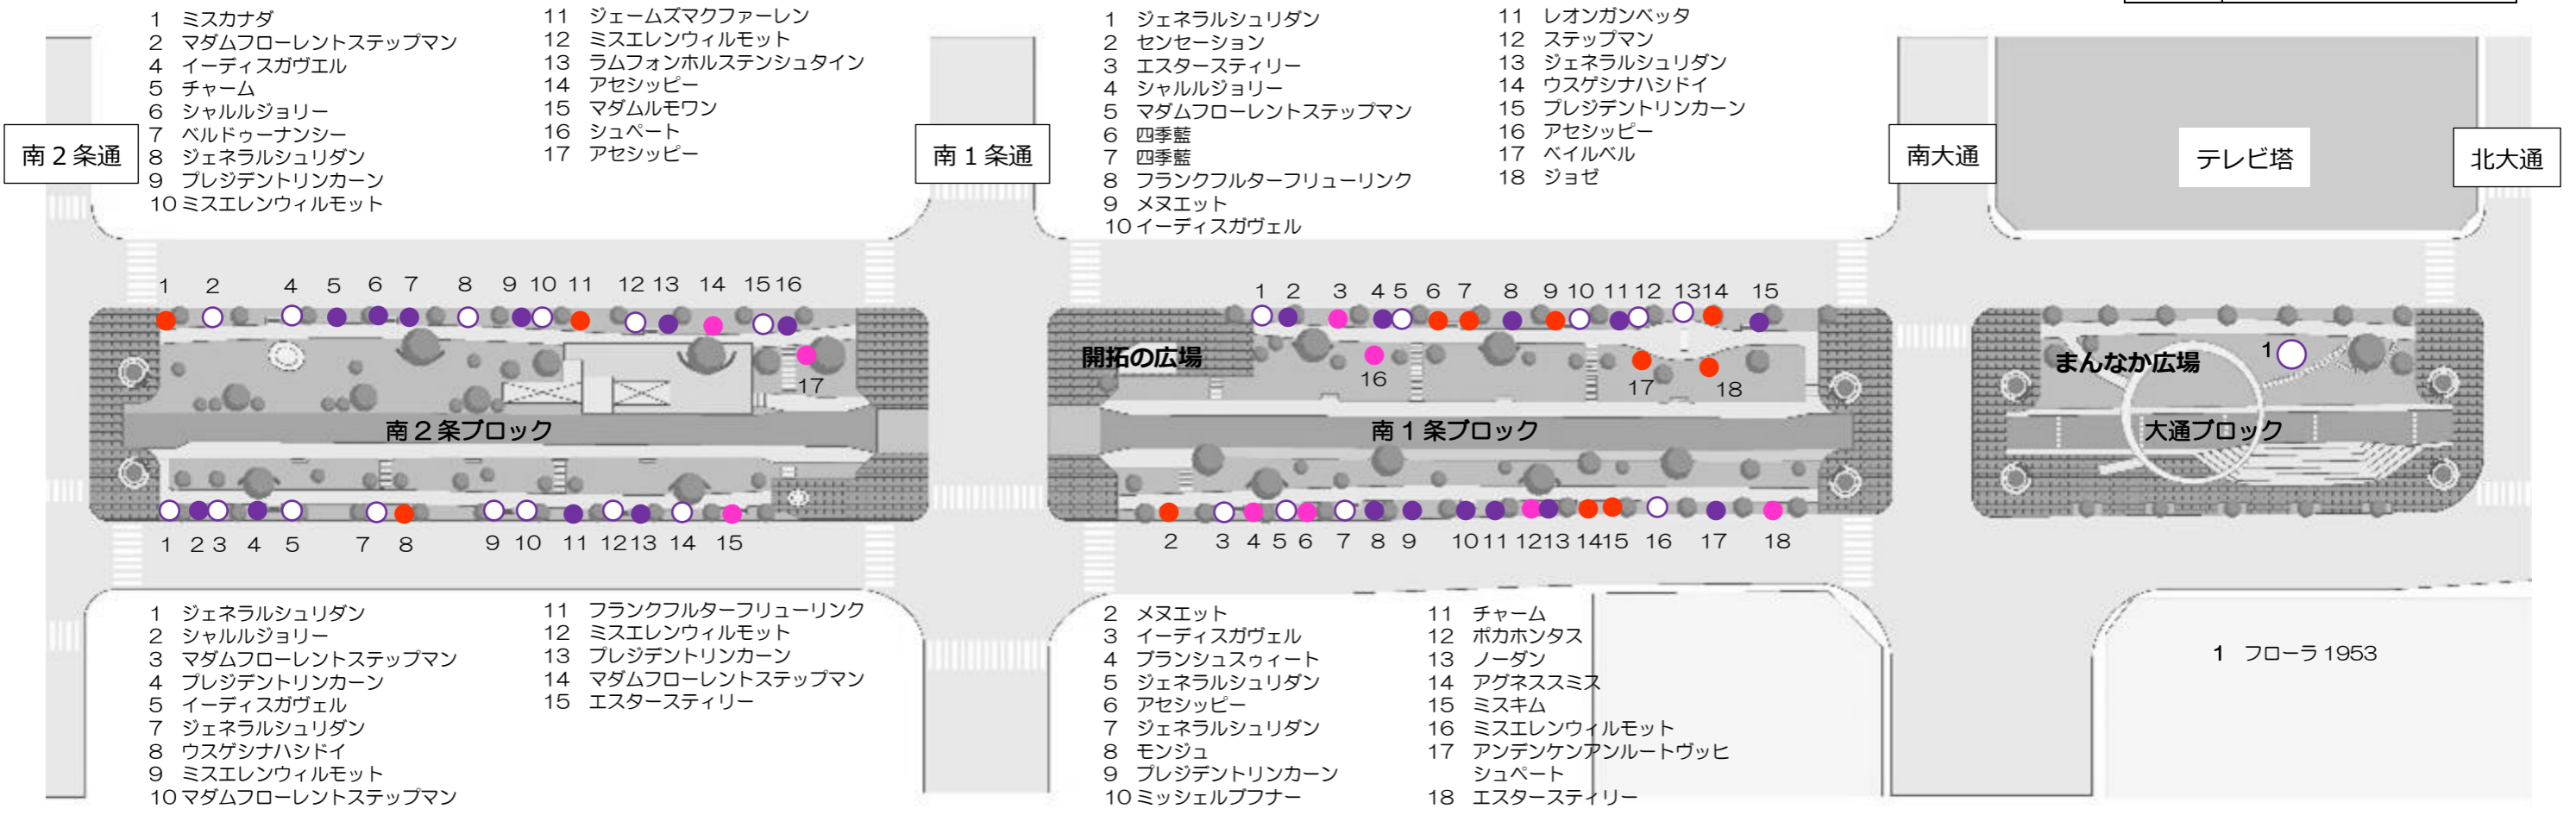 1 ミスカナダ
2 マダムフローレントステップマン
4 イーディスガヴエル
5 チャーム
6 シャルルジョリー
7 ベルドゥーナンシー
8 ジェネラルシュリダン
9 プレジデントリンカーン
10 ミスエレンウィルモット
11 ジェームズマクファーレン
12 ミスエレンウィルモット
13 ラムフォンホルステンシュタイン
14 アセシッピー
15 マダムルモワン
16 シュペート
17 アセシッピー
1 ジェネラルシュリダン
2 センセーション
3 エスタースティリー
4 シャルルジョリー
5 マダムフローレントステップマン
6 四季藍
7 四季藍
8 フランクフルターフリューリンク
9 メヌエット
10 イーディスガヴェル
11 レオンガンベッタ
12 ステップマン
13 ジェネラルシュリダン
14 ウスゲシナハシドイ
15 プレジデントリンカーン
16 アセシッピー
17 ベイルベル
18 ジョゼ
南2条通
南1条通
南大通
テレビ塔
北大通
1 2 4 5 6 7 8 9 10 11 12 13 14 15 16
17
1 2 3 4 5 6 7 8 9 10 11 12 13 14 15
16 17 18
1
開拓の広場
まんなか広場
南2条ブロック
南1条ブロック
大通ブロック
1 2 3 4 5 7 8 9 10 11 12 13 14 15
2 3 4 5 6 7 8 9 10 11 12 13 14 15 16 17 18
1 ジェネラルシュリダン
2 シャルルジョリー
3 マダムフローレントステップマン
4 プレジデントリンカーン
5 イーディスガヴェル
7 ジェネラルシュリダン
8 ウスゲシナハシドイ
9 ミスエレンウィルモット
10 マダムフローレントステップマン
11 フランクフルターフリューリンク
12 ミスエレンウィルモット
13 プレジデントリンカーン
14 マダムフローレントステップマン
15 エスタースティリー
2 メヌエット
3 イーディスガヴェル
4 ブランシュスウィート
5 ジェネラルシュリダン
6 アセシッピー
7 ジェネラルシュリダン
8 モンジュ
9 プレジデントリンカーン
10 ミッシェルブフナー
11 チャーム
12 ポカホンタス
13 ノーダン
14 アグネススミス
15 ミスキム
16 ミスエレンウィルモット
17 アンデンケンアンルートヴッヒ
シュペート
18 エスタースティリー
1 フローラ1953